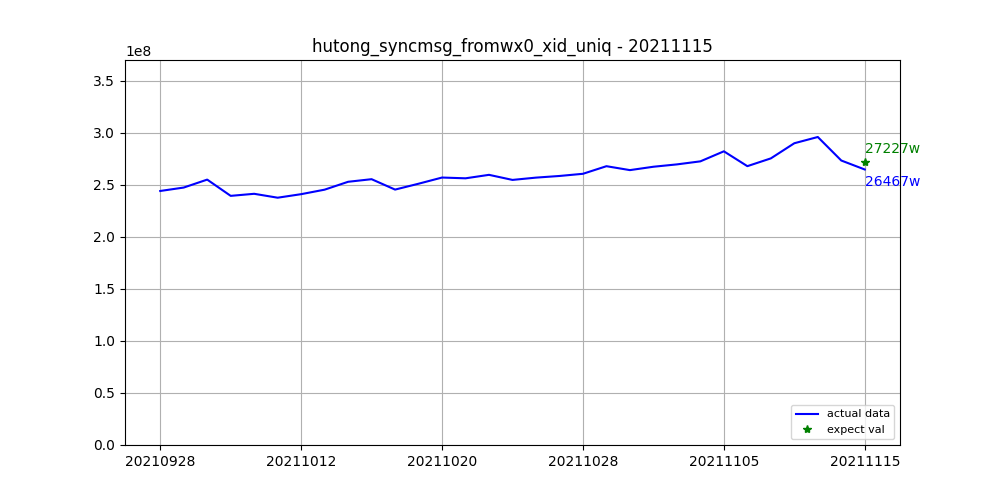 hutong_syncmsg_fromwx0_xid_uniq - 20211115
1e8
3.5
3.0
2.5
2.0
1.5
1.0
0.5
0.0
27227w
26467w
actual data
expect val
20210928 20211012 20211020 20211028 20211105 20211115